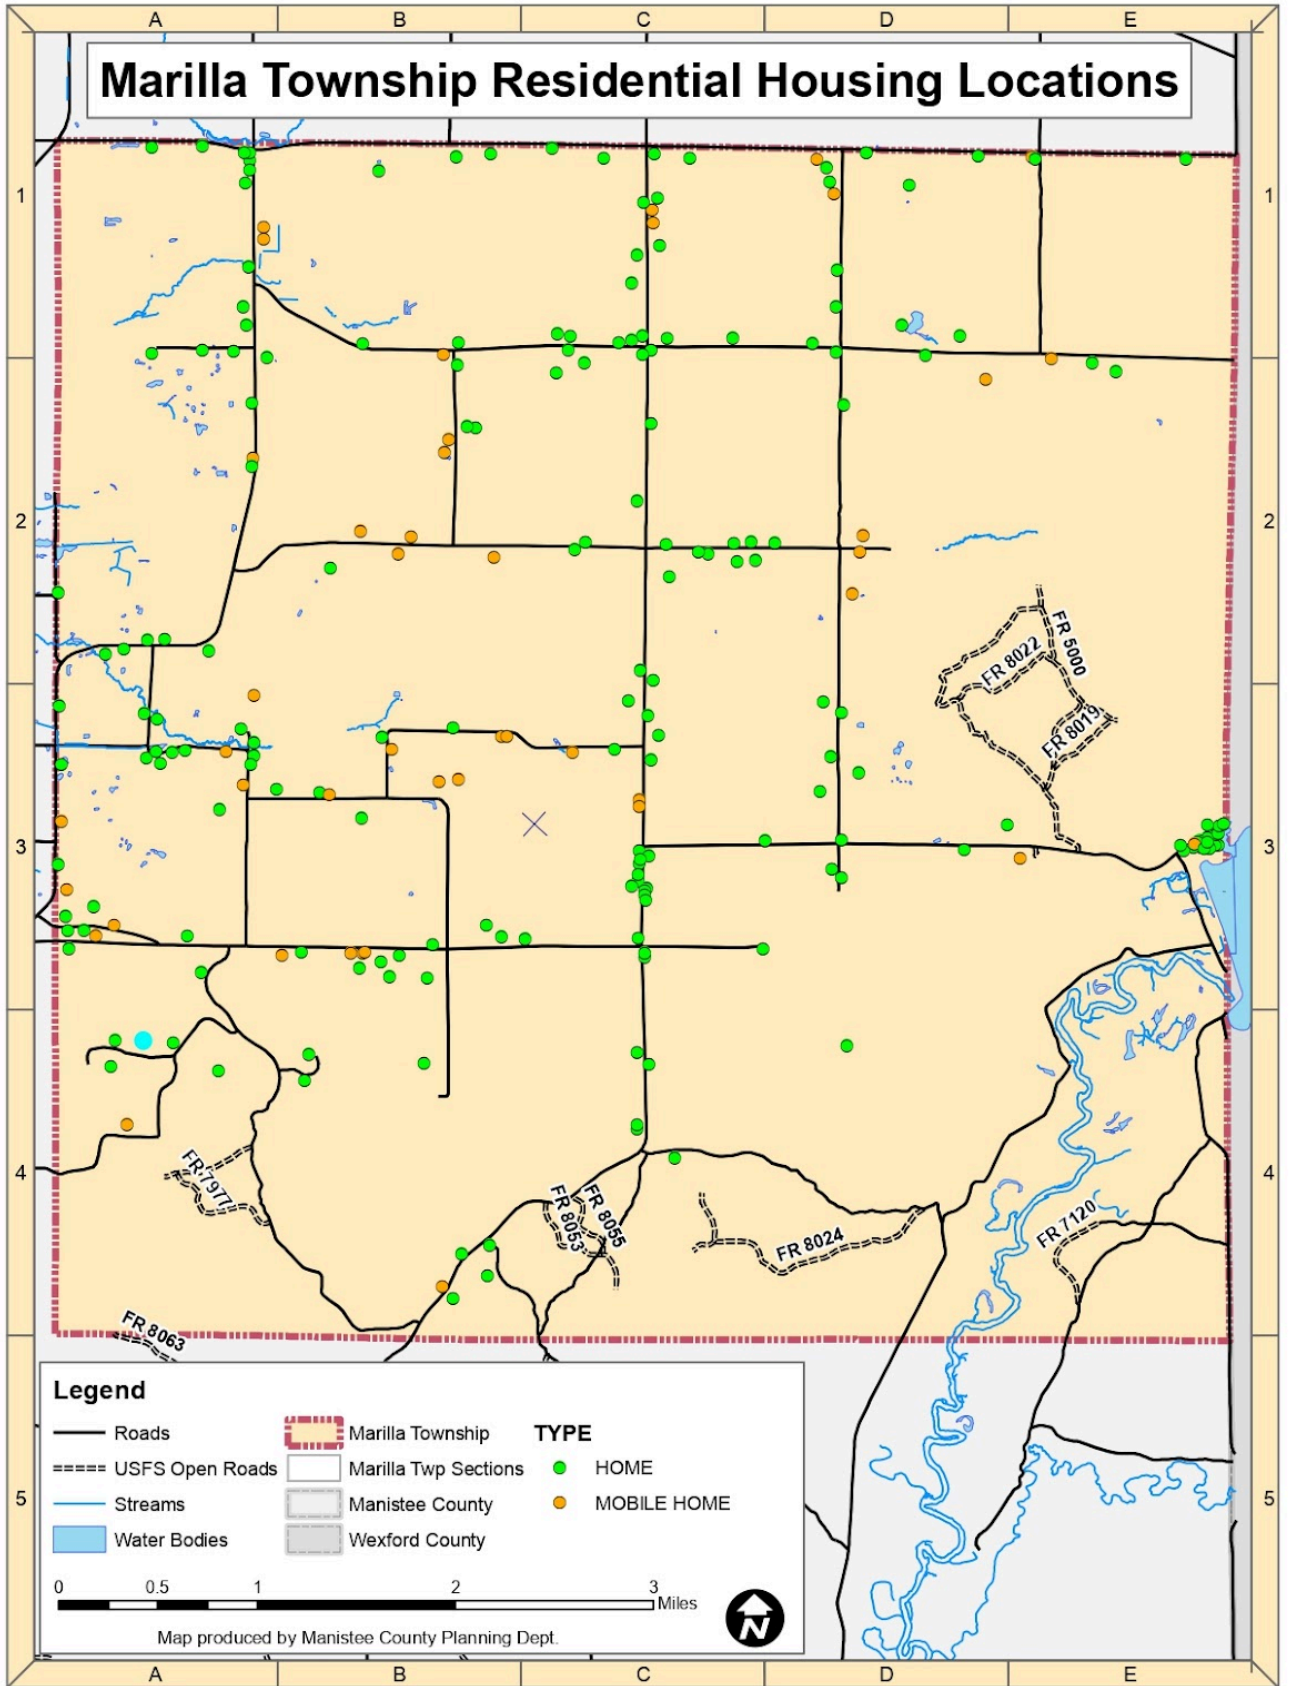 A B C D E
Marilla Township Residential Housing Locations
1 1
2 2
FR 5000
FR 8022
FR 8019
3 3
4 4
FR 7977
FR 8053
FR 8055
FR 7120
FR 8024
FR 8063
Legend
Roads
USFS Open Roads
Streams
Water Bodies
Marilla Township
Marilla Twp Sections
Manistee County
Wexford County
TYPE
HOME
MOBILE HOME
5 5
0 0.5 1 2 3
Miles
N
Map produced by Manistee County Planning Dept.
A B C D E